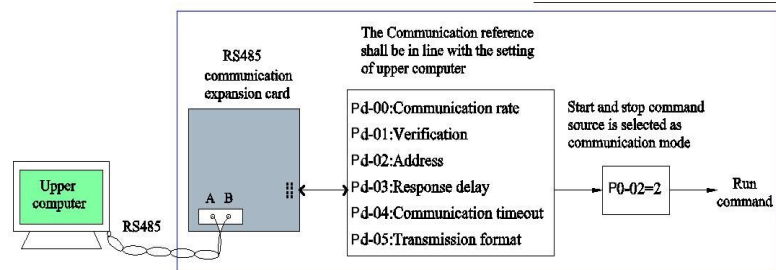 The Communication reference
shall be in line with the setting
of upper computer
RS485
communication
expansion card
Pd-00:Communication rate
Pd-01:Verification
Pd-02:Address
Pd-03:Response delay
Pd-04:Communication timeout
Pd-05:Transmission format
Start and stop command
source is selected as
communication mode
P0-02=2
Run
command
Upper
computer
A B
RS485